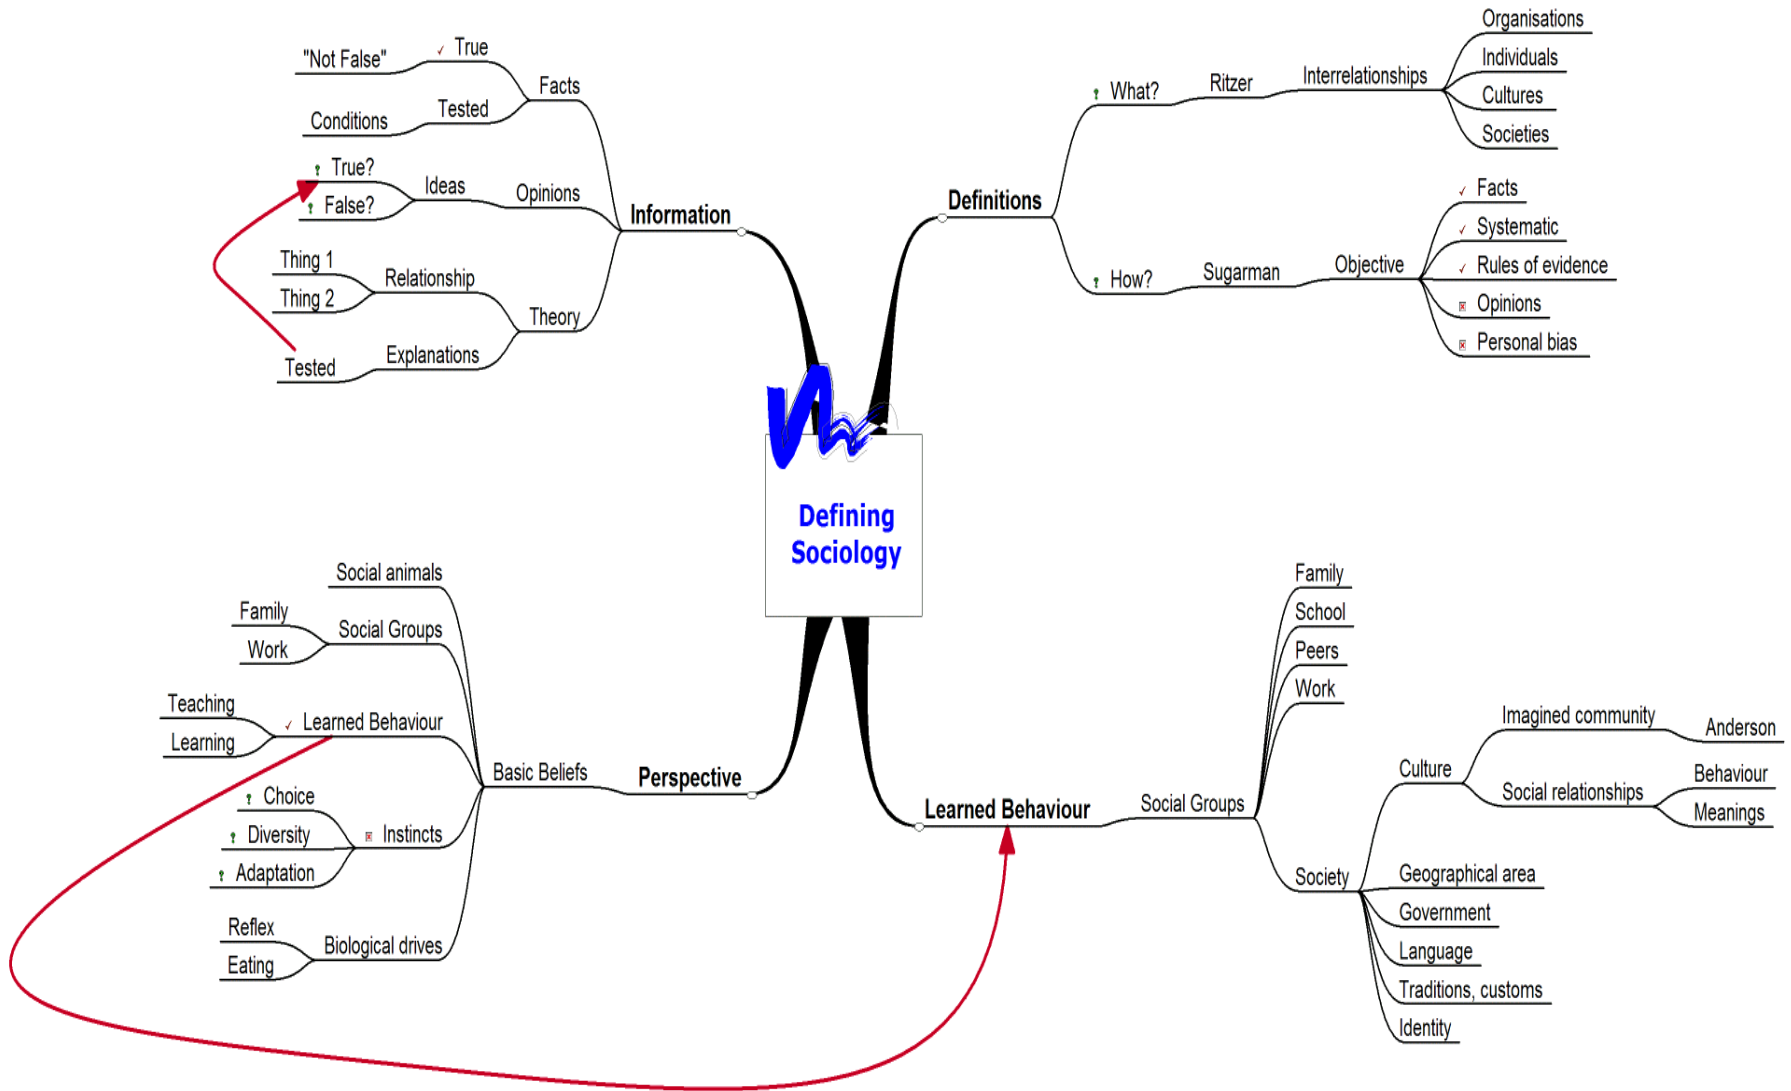 Defining
Sociology
Definitions
What?
Ritzer
Interrelationships
Organisations
Individuals
Cultures
Societies
How?
Sugarman
Objective
Facts
Systematic
Rules of evidence
Opinions
Personal bias
Learned Behaviour
Social Groups
Family
School
Peers
Work
Society
Culture
Imagined community
Anderson
Social relationships
Behaviour
Meanings
Geographical area
Government
Language
Traditions, customs
Identity
Perspective
Basic Beliefs
Social animals
Social Groups
Family
Work
Learned Behaviour
Teaching
Learning
Instincts
Choice
Diversity
Adaptation
Biological drives
Reflex
Eating
Information
Facts
True
"Not False"
Tested
Conditions
Opinions
Ideas
True?
False?
Theory
Relationship
Thing 1
Thing 2
Explanations
Tested